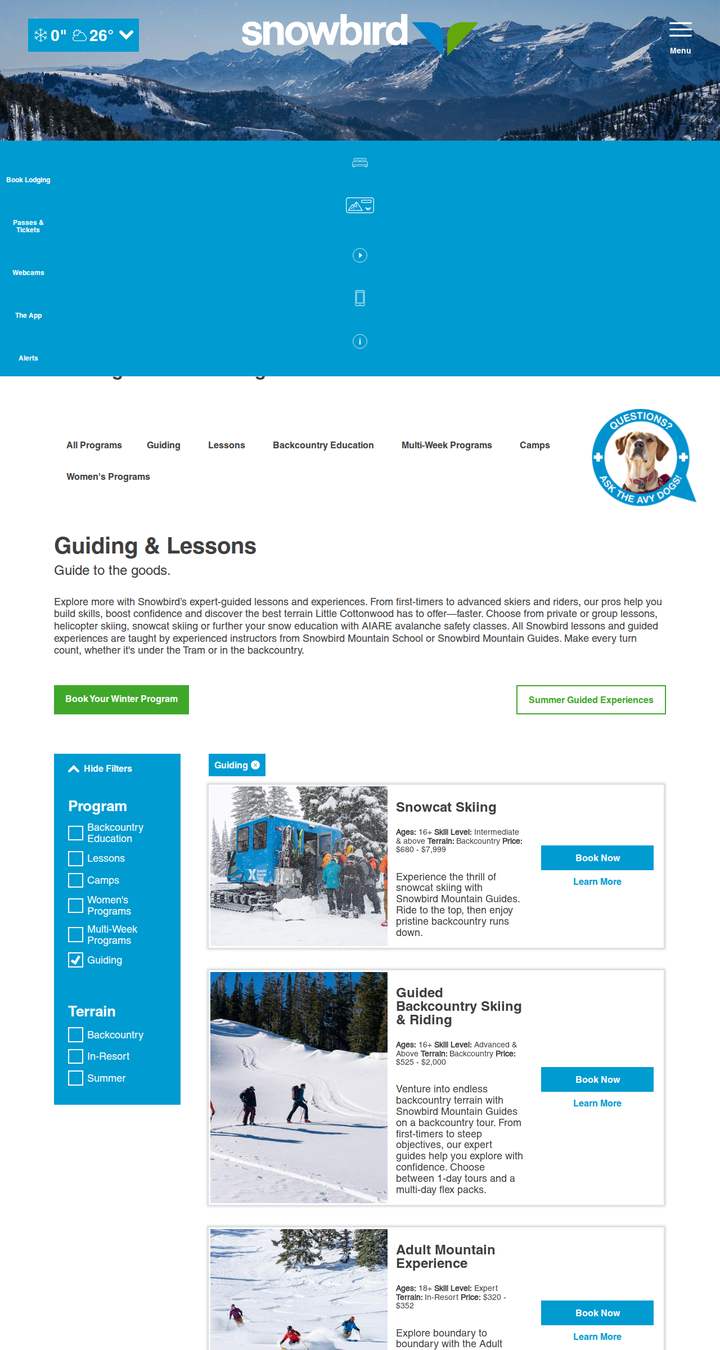 0" 26°
snowbird
Menu
Book Lodging
Passes &
Tickets
Webcams
The App
Alerts
All Programs Guiding Lessons Backcountry Education Multi-Week Programs Camps
Women's Programs
QUESTIONS?
ASK THE AVY DOGS!
Guiding & Lessons
Guide to the goods.
Explore more with Snowbird's expert-guided lessons and experiences. From first-timers to advanced skiers and riders, our pros help you
build skills, boost confidence and discover the best terrain Little Cottonwood has to offer—faster. Choose from private or group lessons,
helicopter skiing, snowcat skiing or further your snow education with AIARE avalanche safety classes. All Snowbird lessons and guided
experiences are taught by experienced instructors from Snowbird Mountain School or Snowbird Mountain Guides. Make every turn
count, whether it's under the Tram or in the backcountry.
Book Your Winter Program
Summer Guided Experiences
Hide Filters
Program
Backcountry
Education
Lessons
Camps
Women's
Programs
Multi-Week
Programs
Guiding
Terrain
Backcountry
In-Resort
Summer
Guiding
Snowcat Skiing
Ages: 16+ Skill Level: Intermediate
& above Terrain: Backcountry Price:
$680 - $7,999
Experience the thrill of
snowcat skiing with
Snowbird Mountain Guides.
Ride to the top, then enjoy
pristine backcountry runs
down.
Book Now
Learn More
Guided
Backcountry Skiing
& Riding
Ages: 16+ Skill Level: Advanced &
Above Terrain: Backcountry Price:
$525 - $2,000
Venture into endless
backcountry terrain with
Snowbird Mountain Guides
on a backcountry tour. From
first-timers to steep
objectives, our expert
guides help you explore with
confidence. Choose
between 1-day tours and a
multi-day flex packs.
Book Now
Learn More
Adult Mountain
Experience
Ages: 18+ Skill Level: Expert
Terrain: In-Resort Price: $320 -
$352
Explore boundary to
boundary with the Adult
Book Now
Learn More